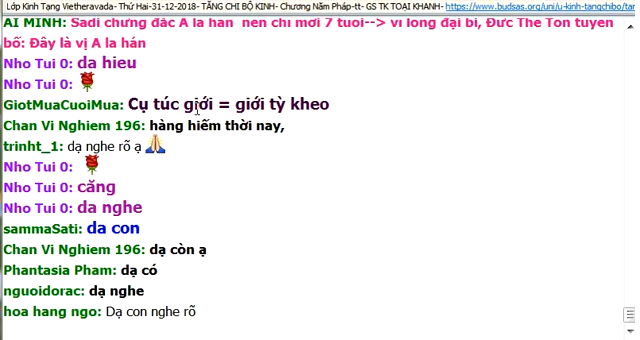 Lớp Kinh Tạng Vietheravada- Thứ Hai-31-12-2018- TĂNG CHI BỘ KINH- Chương Năm Pháp-tt- GS TK TOẠI KHANH- https://www.budsas.org/uni/u-kinh-tangchibo/tan
AI MINH: Sadi chứng đắc A la hán nên chỉ mới 7 tuổi--> vì lòng đại bi, Đức Thế Tôn tuyên
bố: Đây là vị A la hán
Nho Tui 0: da hieu
Nho Tui 0:
GiotMuaCuoiMua: Cụ túc giới = giới tỳ kheo
Chan Vi Nghiem 196: hàng hiếm thời nay,
trinht_1: dạ nghe rõ ạ
Nho Tui 0:
Nho Tui 0: căng
Nho Tui 0: da nghe
sammaSati: da con
Chan Vi Nghiem 196: dạ còn ạ
Phantasia Pham: dạ có
nguoidorac: dạ nghe
hoa hang ngo: Dạ con nghe rõ